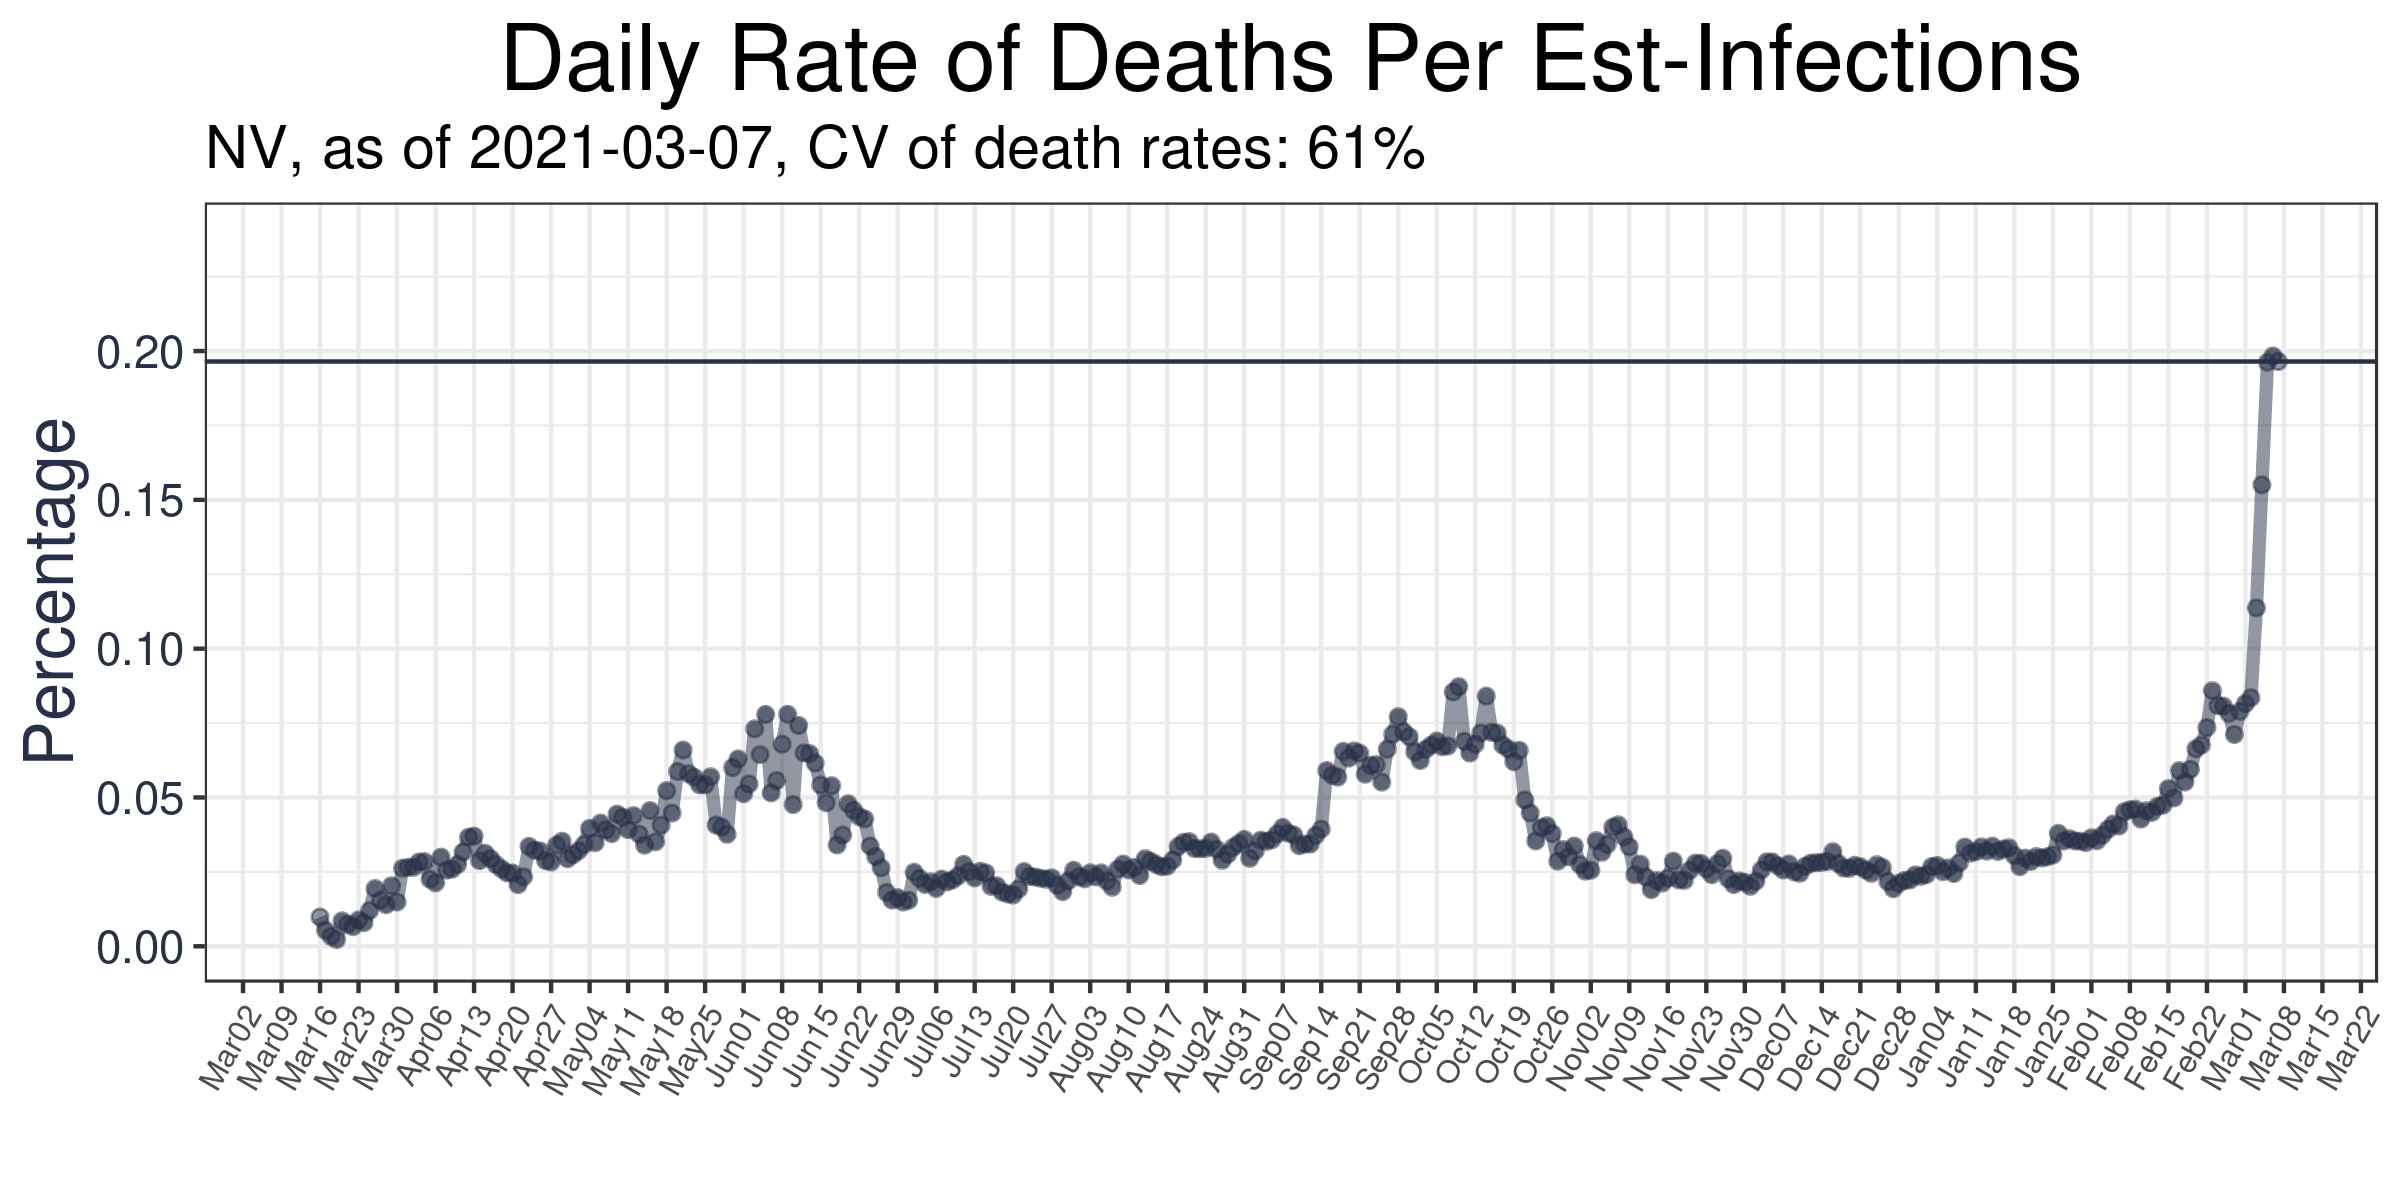 Daily Rate of Deaths Per Est-Infections
NV, as of 2021-03-07, CV of death rates: 61%
Percentage
0.20
0.15
0.10
0.05
0.00
Mar02
Mar09
Mar16
Mar23
Mar30
Apr06
Apr13
Apr20
Apr27
May04
May11
May18
May25
Jun01
Jun08
Jun15
Jun22
Jun29
Jul06
Jul13
Jul20
Jul27
Aug03
Aug10
Aug17
Aug24
Aug31
Sep07
Sep14
Sep21
Sep28
Oct05
Oct12
Oct19
Oct26
Nov02
Nov09
Nov16
Nov23
Nov30
Dec07
Dec14
Dec21
Dec28
Jan04
Jan11
Jan18
Jan25
Feb01
Feb08
Feb15
Feb22
Mar01
Mar08
Mar15
Mar22